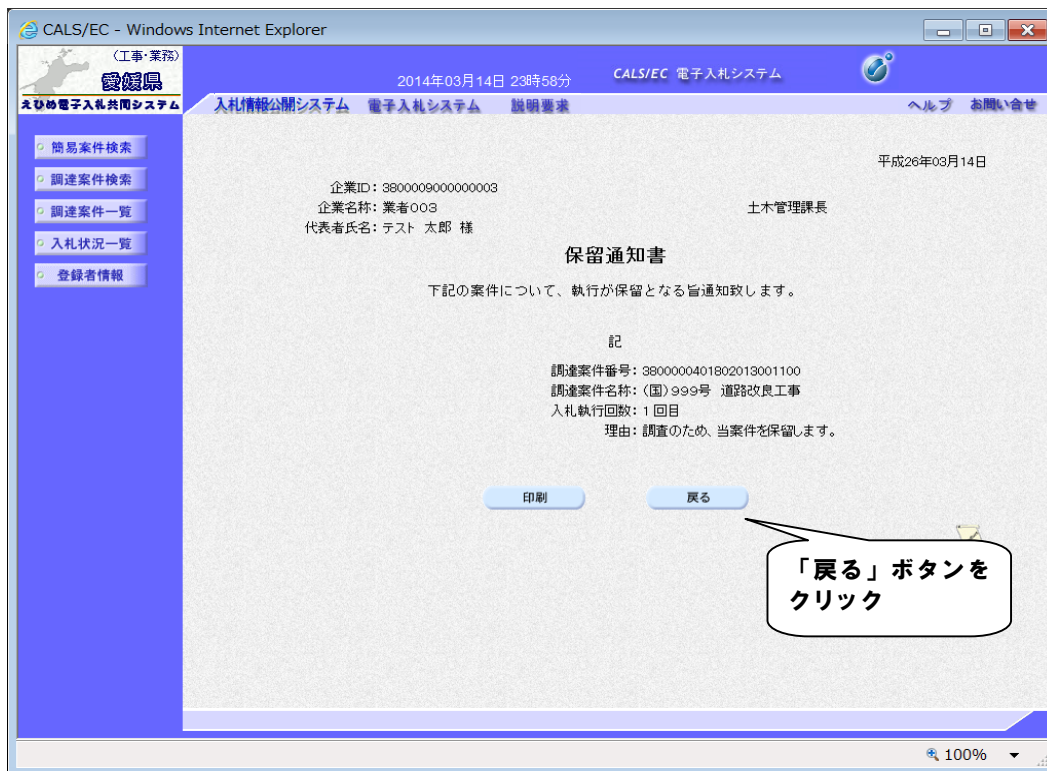 CALS/EC - Windows Internet Explorer
(工事・業務)
愛媛県
えひめ電子入札共同システム
2014年03月14日 23時58分
CALS/EC 電子入札システム
入札情報公開システム 電子入札システム 説明要求 ヘルプ お問い合せ
簡易案件検索
調達案件検索
調達案件一覧
入札状況一覧
登録者情報
平成26年03月14日
企業ID：3800009000000003
企業名称：業者003 土木管理課長
代表者氏名：テスト 太郎 様
保留通知書
下記の案件について、執行が保留となる旨通知致します。
記
調達案件番号：3800000401802013001100
調達案件名称：(国)999号 道路改良工事
入札執行回数：1 回目
理由：調査のため、当案件を保留します。
印刷 戻る
「戻る」ボタンを
クリック
100%